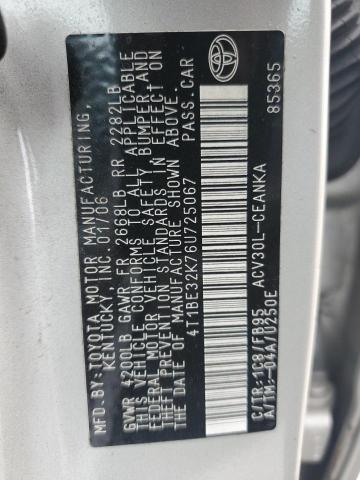 MFD.BY:TOYOTA MOTOR MANUFACTURING,
KENTUCKY, INC.01/06
GVWR 4200LB GAWR FR 2668LB RR 2282LB
THIS VEHICLE CONFORMS TO ALL APPLICABLE
FEDERAL MOTOR VEHICLE SAFETY BUMPER,AND
THEFT PREVENTION STANDARDS IN EFFECT ON
THE DATE OF MANUFACTURE SHOWN ABOVE.
4T1BE32K76U725067 PASS.CAR
TOYOTA
C/TR:1C8/FB95 ACV30L-CEANKA
A/TM:-04A/U250E 85365